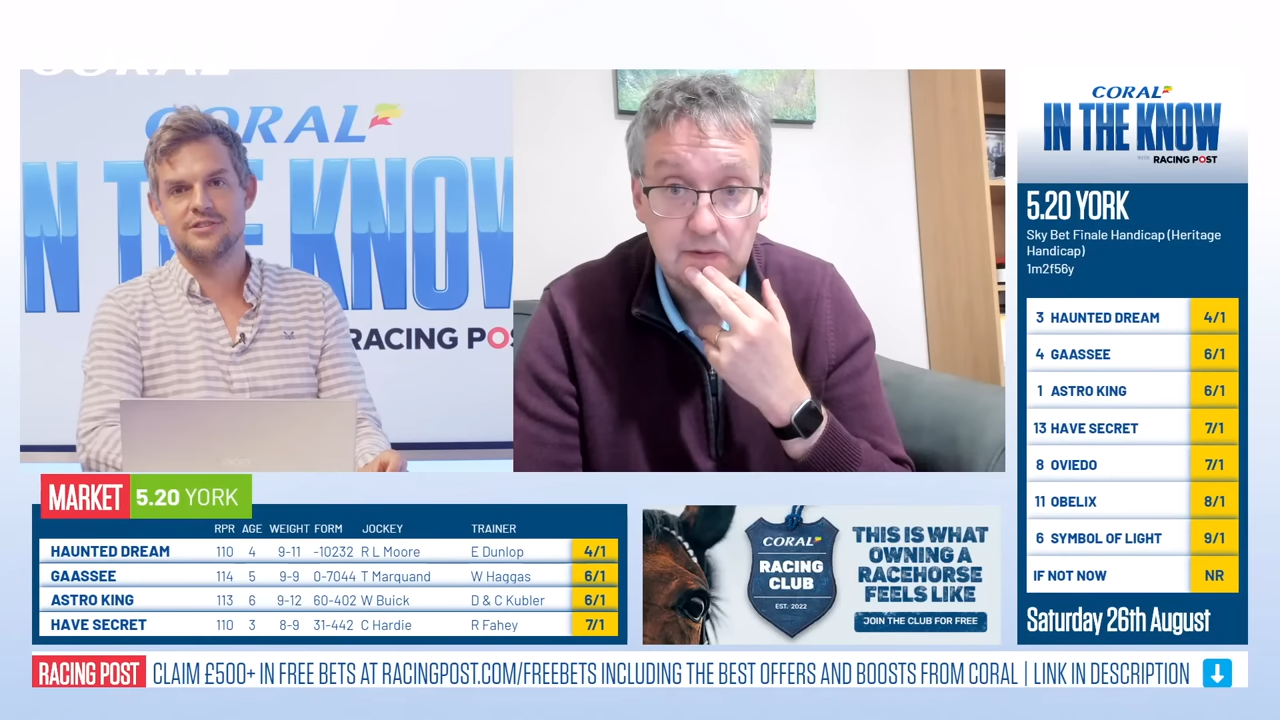 CORAL
CORAL
IN THE KNOW
RACING POS
CORAL
IN THE KNOW
WITH RACING POST
5.20 YORK
Sky Bet Finale Handicap (Heritage
Handicap)
1m2f56y
3 HAUNTED DREAM 4/1
4 GAASSEE 6/1
1 ASTRO KING 6/1
13 HAVE SECRET 7/1
8 OVIEDO 7/1
11 OBELIX 8/1
6 SYMBOL OF LIGHT 9/1
IF NOT NOW NR
Saturday 26th August
MARKET 5.20 YORK
RPR AGE WEIGHT FORM JOCKEY TRAINER
HAUNTED DREAM 110 4 9-11 -10232 R L Moore E Dunlop 4/1
GAASSEE 114 5 9-9 0-7044 T Marquand W Haggas 6/1
ASTRO KING 113 6 9-12 60-402 W Buick D & C Kubler 6/1
HAVE SECRET 110 3 8-9 31-442 C Hardie R Fahey 7/1
CORAL
RACING
CLUB
EST. 2022
THIS IS WHAT
OWNING A
RACEHORSE
FEELS LIKE
JOIN THE CLUB FOR FREE
RACING POST CLAIM £500+ IN FREE BETS AT RACINGPOST.COM/FREEBETS INCLUDING THE BEST OFFERS AND BOOSTS FROM CORAL | LINK IN DESCRIPTION